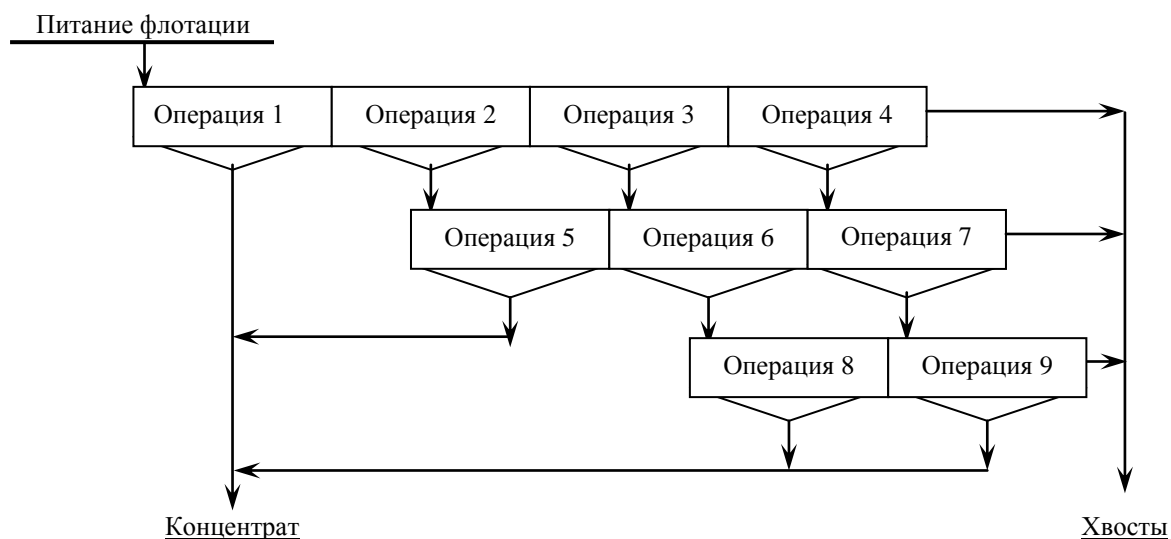 Питание флотации
Операция 1
Операция 2
Операция 3
Операция 4
Операция 5
Операция 6
Операция 7
Операция 8
Операция 9
Концентрат
Хвосты